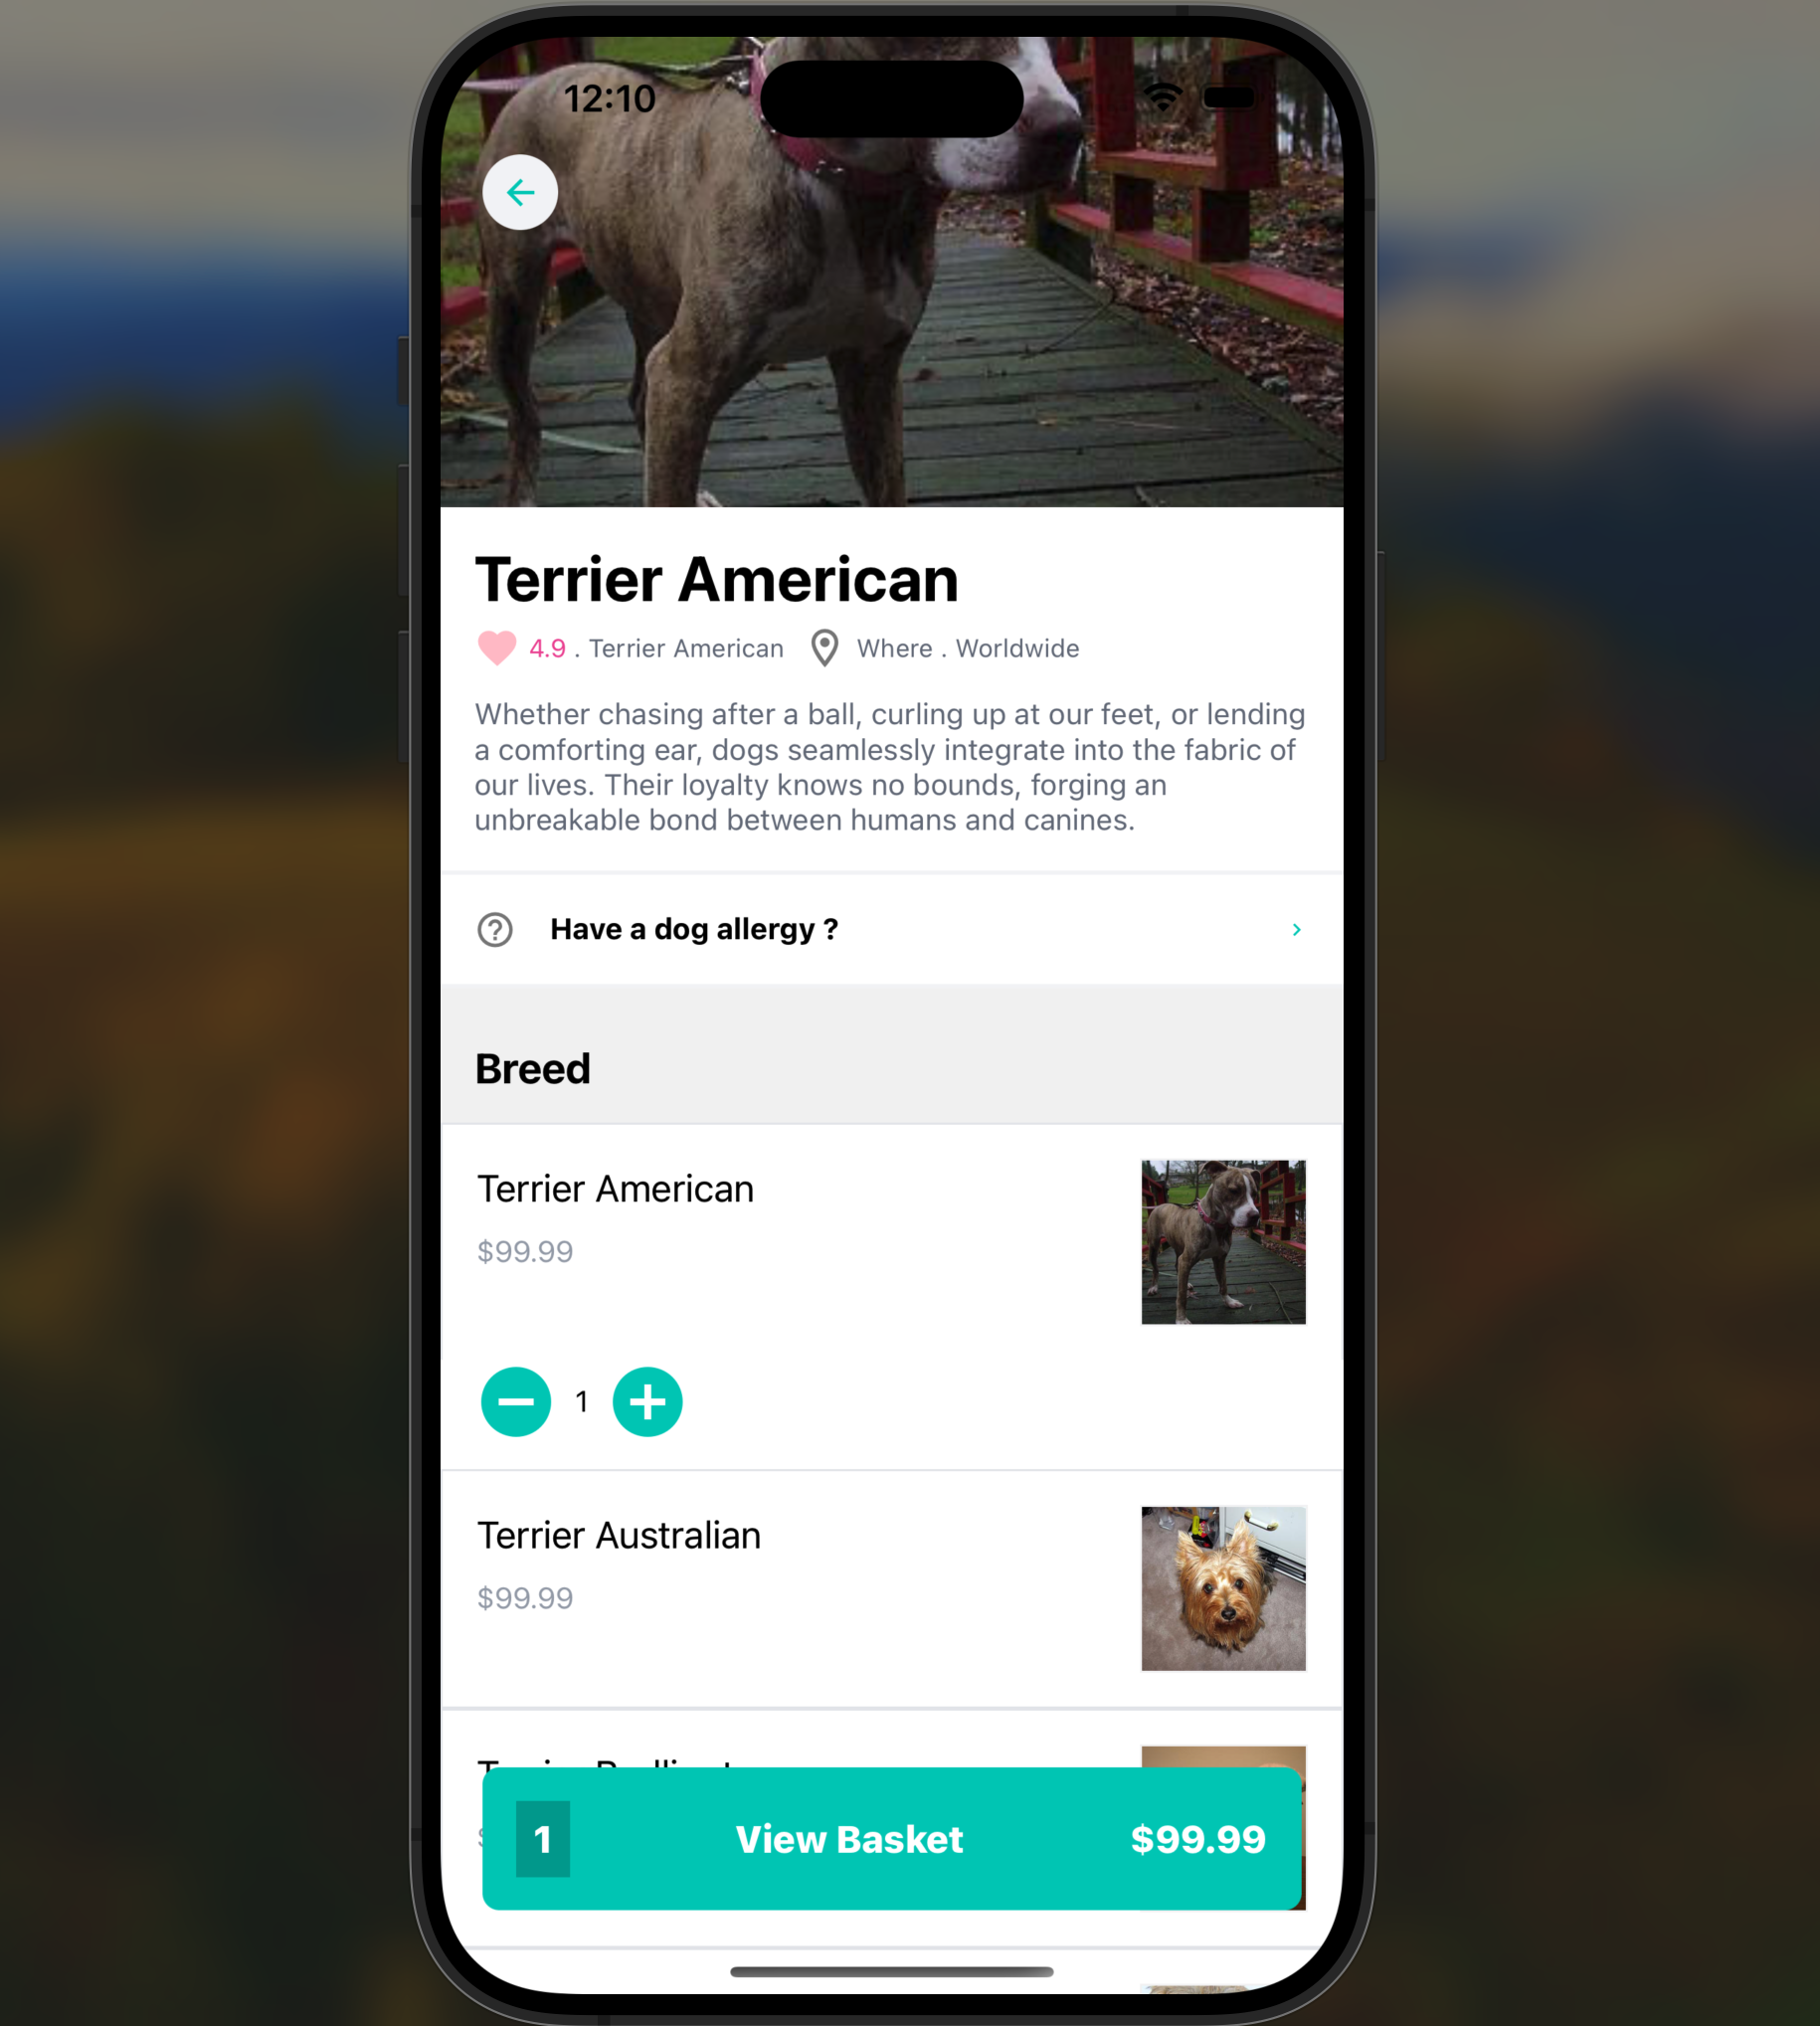 12:10
Terrier American
4.9 . Terrier American Where . Worldwide
Whether chasing after a ball, curling up at our feet, or lending
a comforting ear, dogs seamlessly integrate into the fabric of
our lives. Their loyalty knows no bounds, forging an
unbreakable bond between humans and canines.
Have a dog allergy ?
Breed
Terrier American
$99.99
1
Terrier Australian
$99.99
1 View Basket $99.99